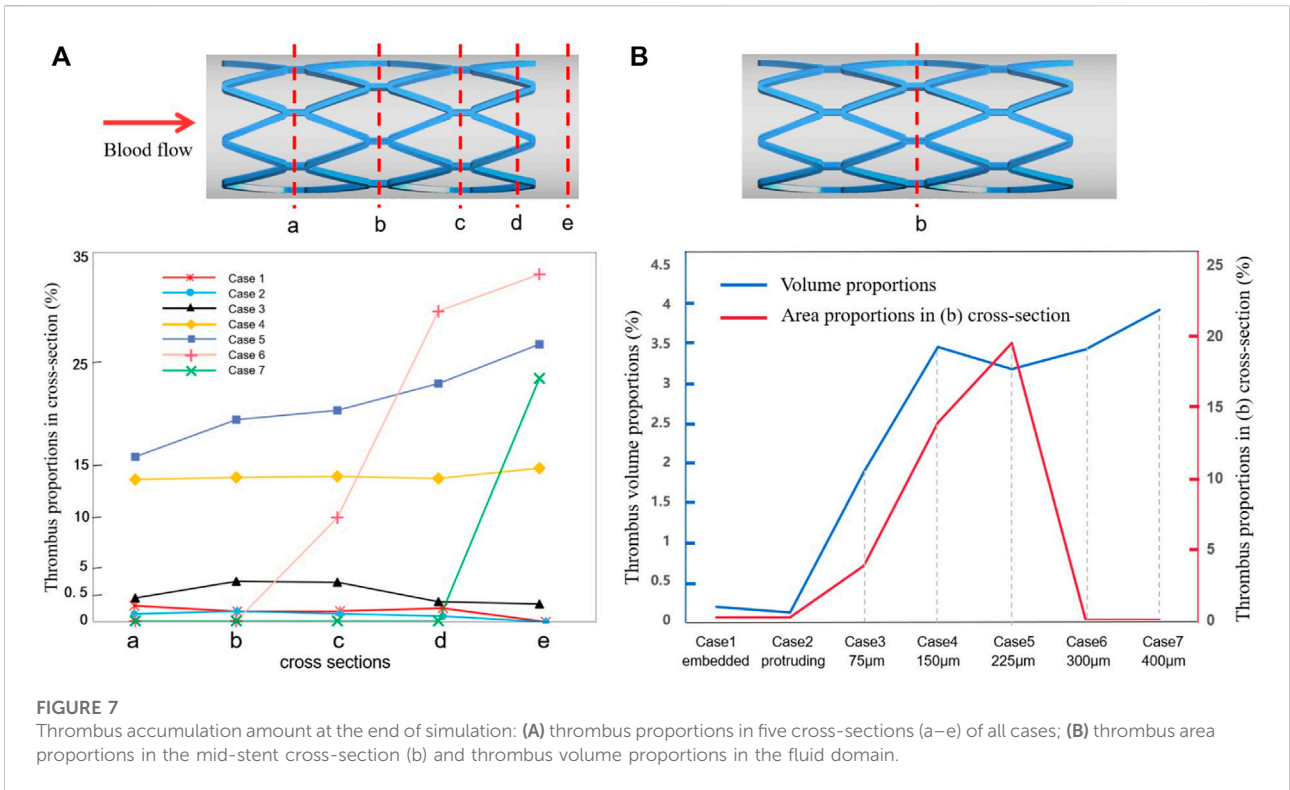 A
B
Blood flow
a b c d e
b
35
25
15
10
5
0.5
0
Thrombus proportions in cross-section (%)
Case 1
Case 2
Case 3
Case 4
Case 5
Case 6
Case 7
a b c d e
cross sections
4.5
4
3.5
3
2.5
2
1.5
1
0.5
0
Thrombus volume proportions (%)
Volume proportions
Area proportions in (b) cross-section
25
20
15
10
5
0
Thrombus proportions in (b) cross-section (%)
Case1 Case2 Case3 Case4 Case5 Case6 Case7
embedded protruding 75μm 150μm 225μm 300μm 400μm
FIGURE 7
Thrombus accumulation amount at the end of simulation: (A) thrombus proportions in five cross-sections (a–e) of all cases; (B) thrombus area
proportions in the mid-stent cross-section (b) and thrombus volume proportions in the fluid domain.